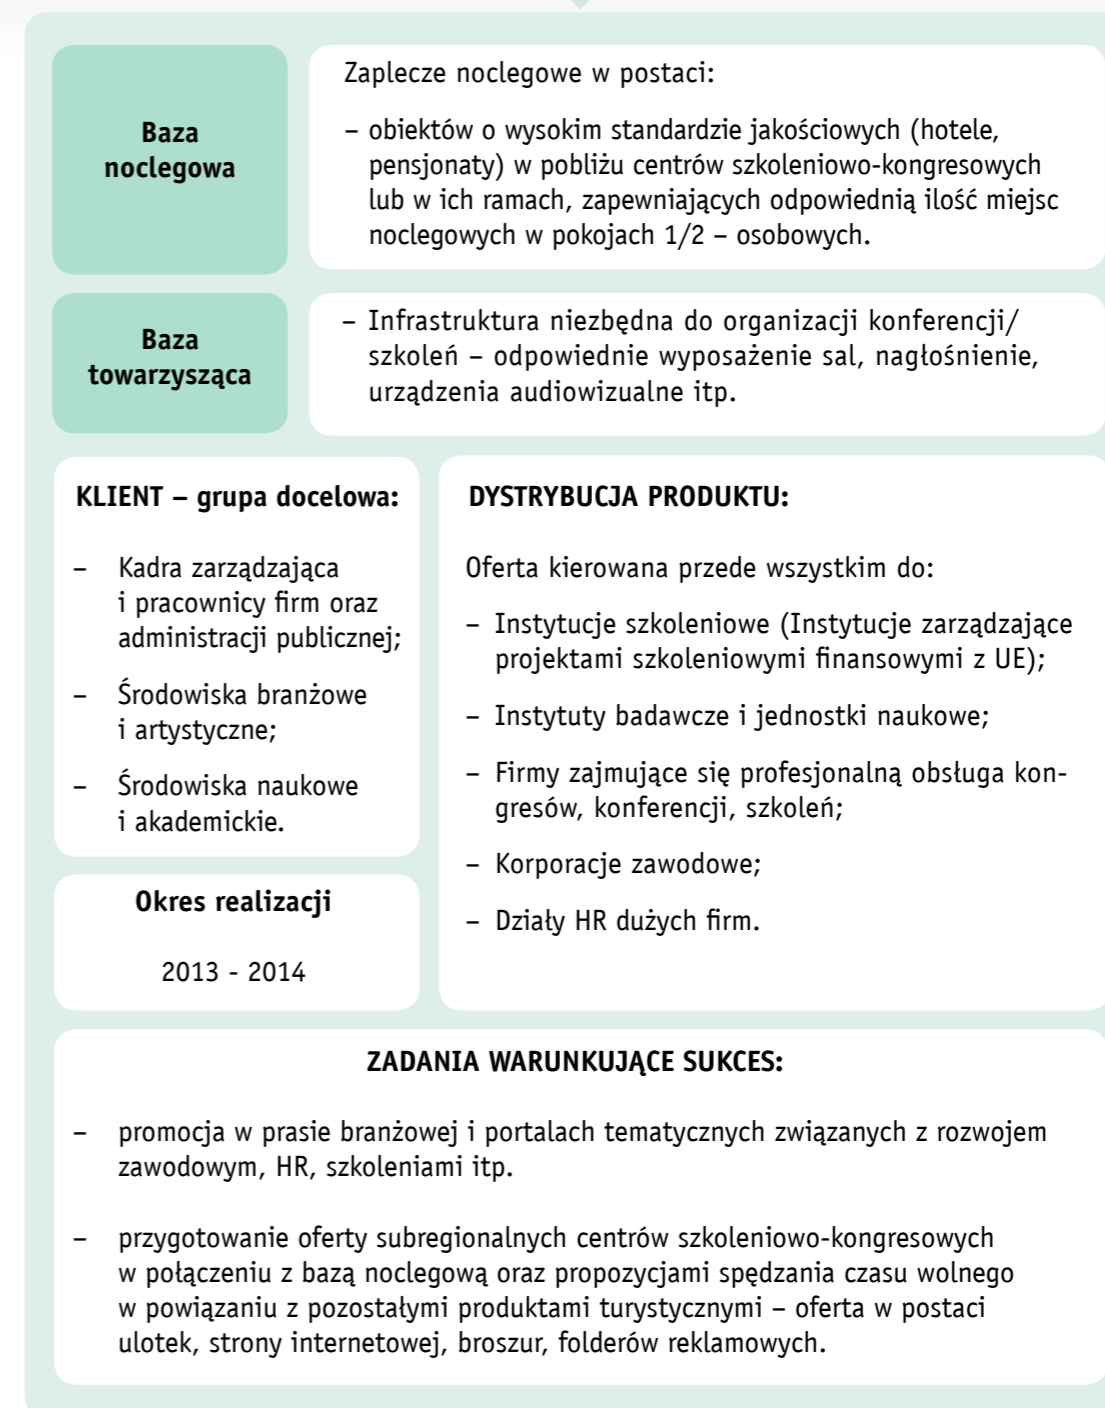 Baza
noclegowa
Zaplecze noclegowe w postaci:
– obiektów o wysokim standardzie jakościowych (hotele,
pensjonaty) w pobliżu centrów szkoleniowo-kongresowych
lub w ich ramach, zapewniających odpowiednią ilość miejsc
noclegowych w pokojach 1/2 – osobowych.
Baza
towarzysząca
– Infrastruktura niezbędna do organizacji konferencji/
szkoleń – odpowiednie wyposażenie sal, nagłośnienie,
urządzenia audiowizualne itp.
KLIENT – grupa docelowa:
– Kadra zarządzająca
i pracownicy firm oraz
administracji publicznej;
– Środowiska branżowe
i artystyczne;
– Środowiska naukowe
i akademickie.
Okres realizacji
2013 - 2014
DYSTRYBUCJA PRODUKTU:
Oferta kierowana przede wszystkim do:
– Instytucje szkoleniowe (Instytucje zarządzające
projektami szkoleniowymi finansowymi z UE);
– Instytuty badawcze i jednostki naukowe;
– Firmy zajmujące się profesjonalną obsługa kon-
gresów, konferencji, szkoleń;
– Korporacje zawodowe;
– Działy HR dużych firm.
ZADANIA WARUNKUJĄCE SUKCES:
– promocja w prasie branżowej i portalach tematycznych związanych z rozwojem
zawodowym, HR, szkoleniami itp.
– przygotowanie oferty subregionalnych centrów szkoleniowo-kongresowych
w połączeniu z bazą noclegową oraz propozycjami spędzania czasu wolnego
w powiązaniu z pozostałymi produktami turystycznymi – oferta w postaci
ulotek, strony internetowej, broszur, folderów reklamowych.